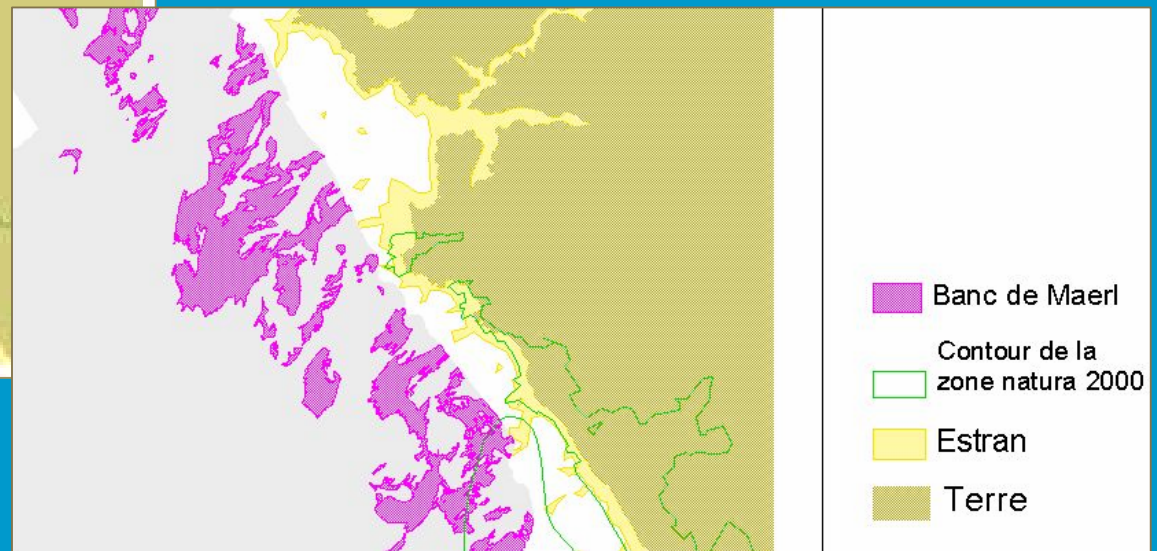 Banc de Maerl
Contour de la
zone natura 2000
Estran
Terre